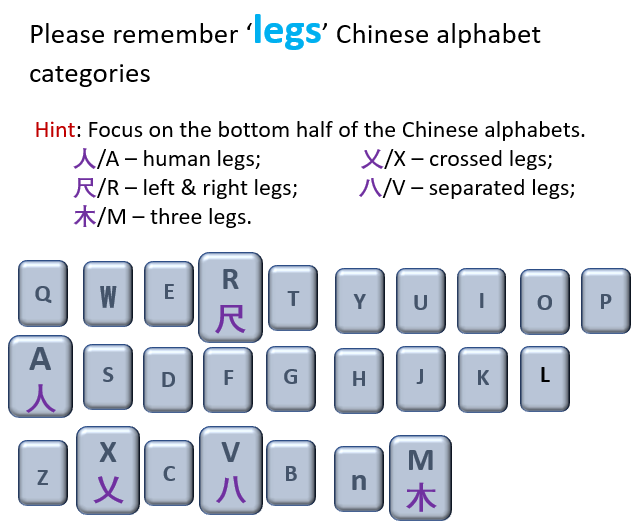 Please remember ‘legs’ Chinese alphabet
categories
Hint: Focus on the bottom half of the Chinese alphabets.
人/A – human legs; 乂/X – crossed legs;
尺/R – left & right legs; 八/V – separated legs;
木/M – three legs.
Q W E R T Y U I O P
尺
A S D F G H J K L
人
Z X C V B n M
乂 八 木